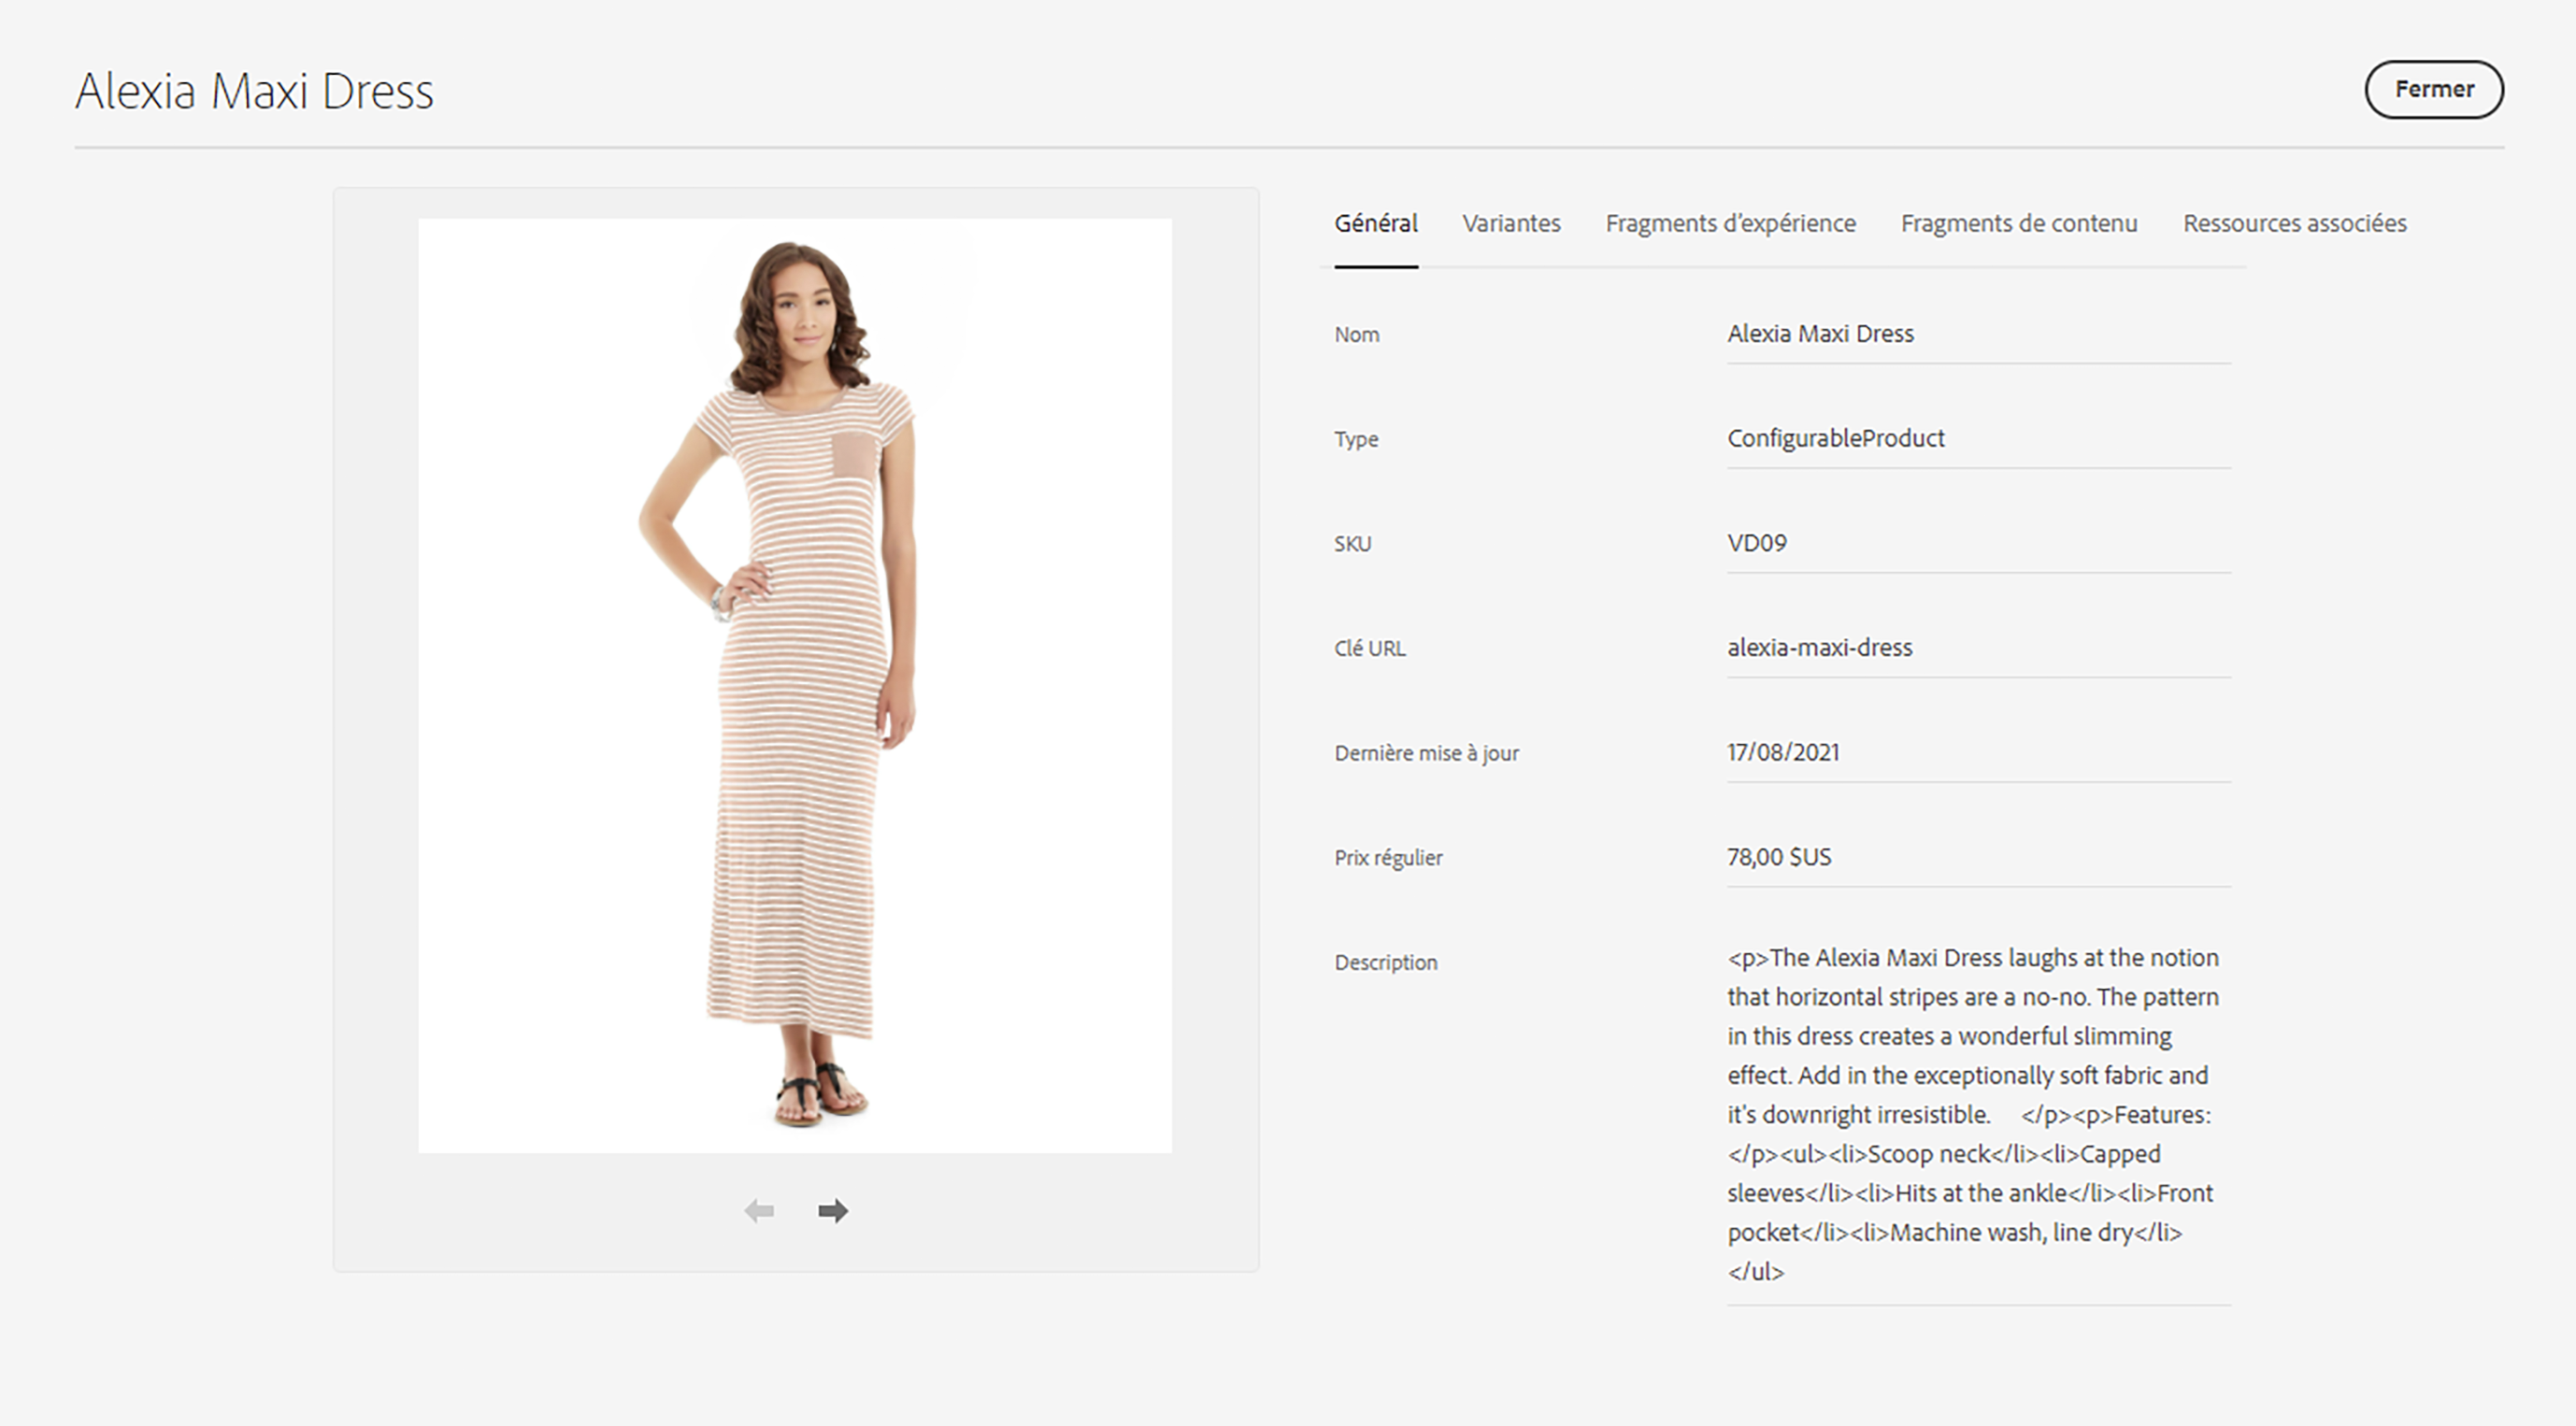 Alexia Maxi Dress
Fermer
Général Variantes Fragments d'expérience Fragments de contenu Ressources associées
Nom Alexia Maxi Dress
Type ConfigurableProduct
SKU VD09
Clé URL alexia-maxi-dress
Dernière mise à jour 17/08/2021
Prix régulier 78,00 $US
Description <p>The Alexia Maxi Dress laughs at the notion
that horizontal stripes are a no-no. The pattern
in this dress creates a wonderful slimming
effect. Add in the exceptionally soft fabric and
it's downright irresistible.     </p><p>Features:
</p><ul><li>Scoop neck</li><li>Capped
sleeves</li><li>Hits at the ankle</li><li>Front
pocket</li><li>Machine wash, line dry</li>
</ul>